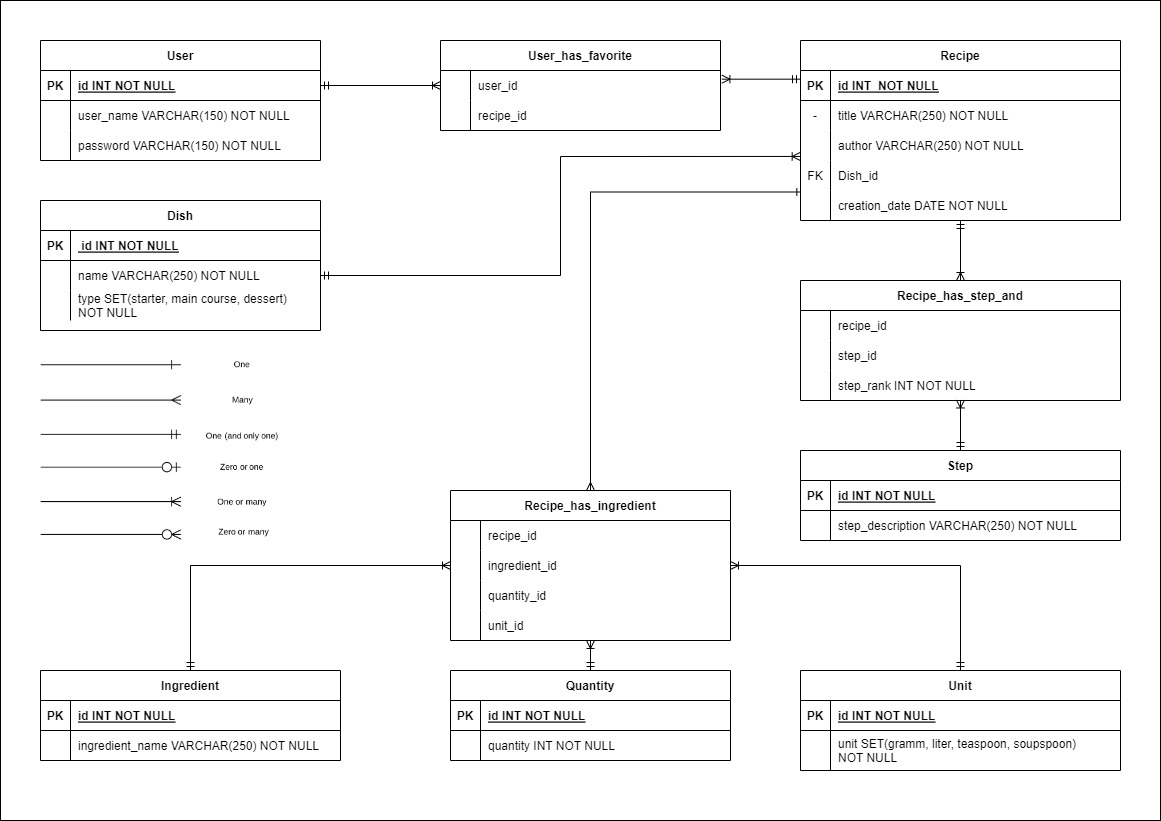 User
PK id INT NOT NULL
user_name VARCHAR(150) NOT NULL
password VARCHAR(150) NOT NULL
User_has_favorite
user_id
recipe_id
Recipe
PK id INT  NOT NULL
- title VARCHAR(250) NOT NULL
author VARCHAR(250) NOT NULL
FK Dish_id
creation_date DATE NOT NULL
Dish
PK id INT NOT NULL
name VARCHAR(250) NOT NULL
type SET(starter, main course, dessert)
NOT NULL
Recipe_has_step_and
recipe_id
step_id
step_rank INT NOT NULL
One
Many
One (and only one)
Zero or one
One or many
Zero or many
Step
PK id INT NOT NULL
step_description VARCHAR(250) NOT NULL
Recipe_has_ingredient
recipe_id
ingredient_id
quantity_id
unit_id
Ingredient
PK id INT NOT NULL
ingredient_name VARCHAR(250) NOT NULL
Quantity
PK id INT NOT NULL
quantity INT NOT NULL
Unit
PK id INT NOT NULL
unit SET(gramm, liter, teaspoon, soupspoon)
NOT NULL